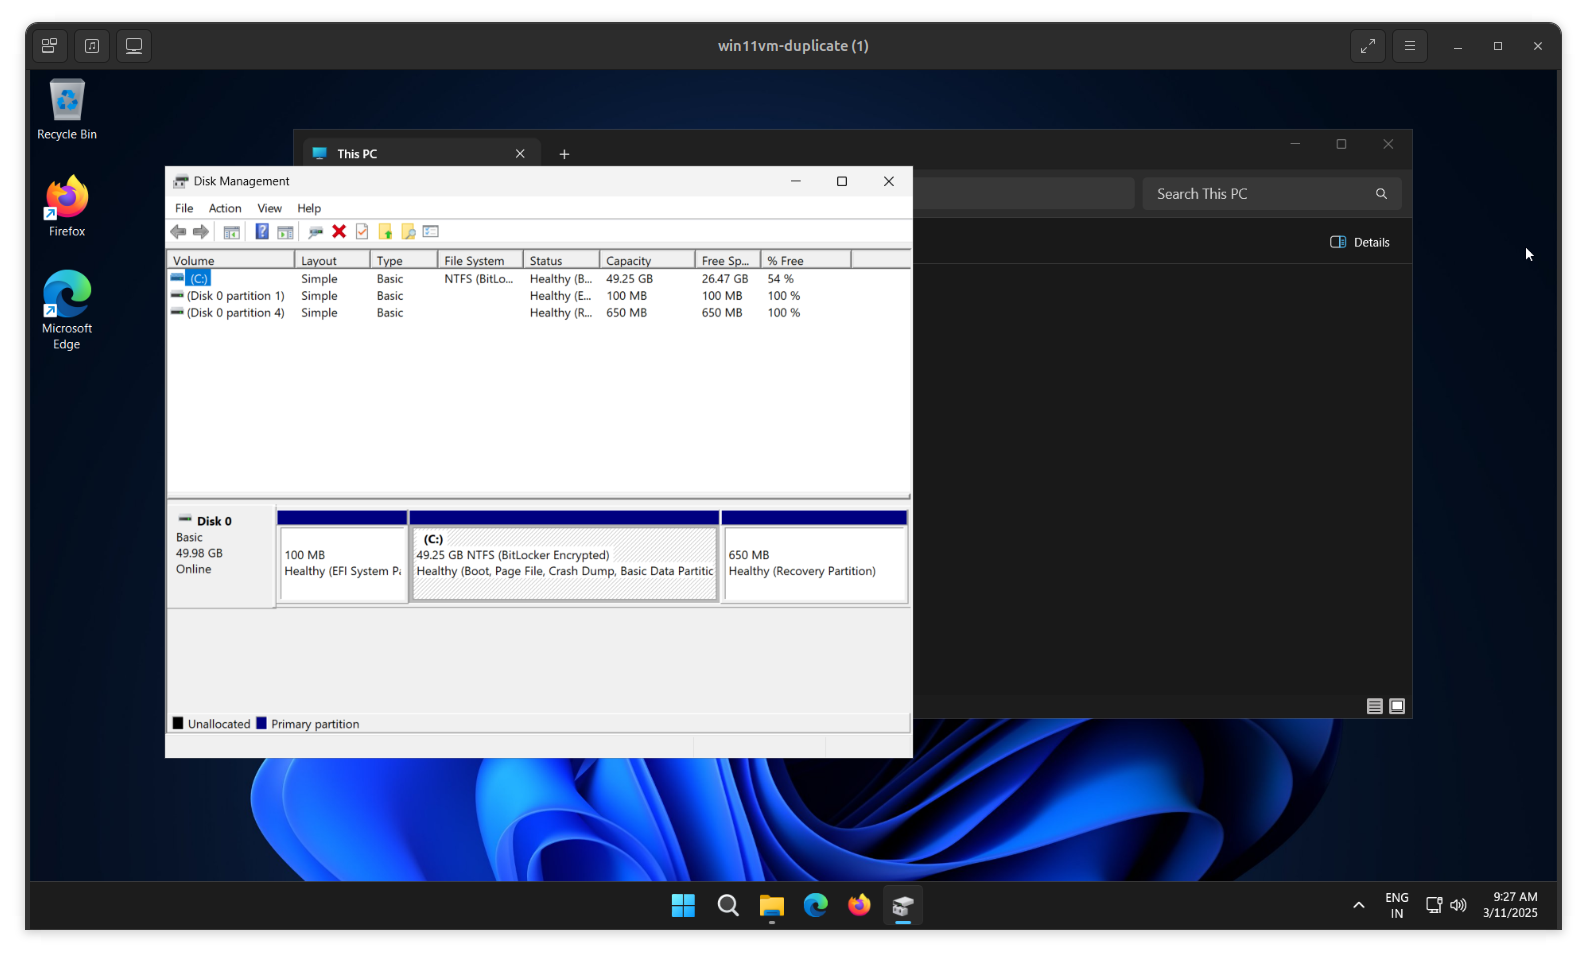 win11vm-duplicate (1)
Recycle Bin
Firefox
Microsoft
Edge
This PC
Search This PC
Details
Disk Management
File Action View Help
Volume Layout Type File System Status Capacity Free Sp... % Free
(C:) Simple Basic NTFS (BitLo... Healthy (B... 49.25 GB 26.47 GB 54 %
(Disk 0 partition 1) Simple Basic Healthy (E... 100 MB 100 MB 100 %
(Disk 0 partition 4) Simple Basic Healthy (R... 650 MB 650 MB 100 %
Disk 0
Basic
49.98 GB
Online
100 MB
Healthy (EFI System Pa
(C:)
49.25 GB NTFS (BitLocker Encrypted)
Healthy (Boot, Page File, Crash Dump, Basic Data Partitic
650 MB
Healthy (Recovery Partition)
Unallocated Primary partition
ENG
IN
9:27 AM
3/11/2025